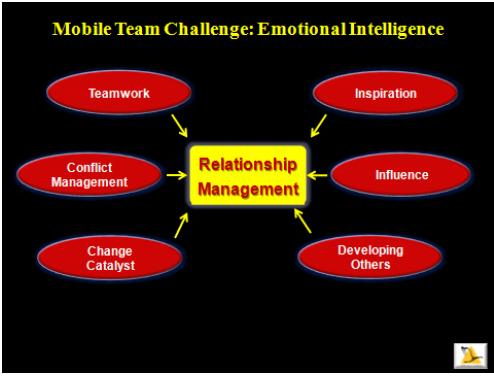 Mobile Team Challenge: Emotional Intelligence
Teamwork
Inspiration
Conflict
Management
Relationship
Management
Influence
Change
Catalyst
Developing
Others